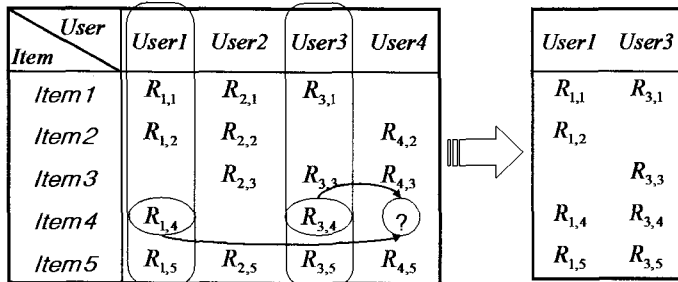 User User1 User2 User3 User4 User1 User3
Item
Item1 R1,1 R2,1 R3,1 R1,1 R3,1
Item2 R1,2 R2,2 R4,2 R1,2
Item3 R2,3 R3,3 R4,3 R3,3
Item4 R1,4 R3,4 ? R1,4 R3,4
Item5 R1,5 R2,5 R3,5 R4,5 R1,5 R3,5